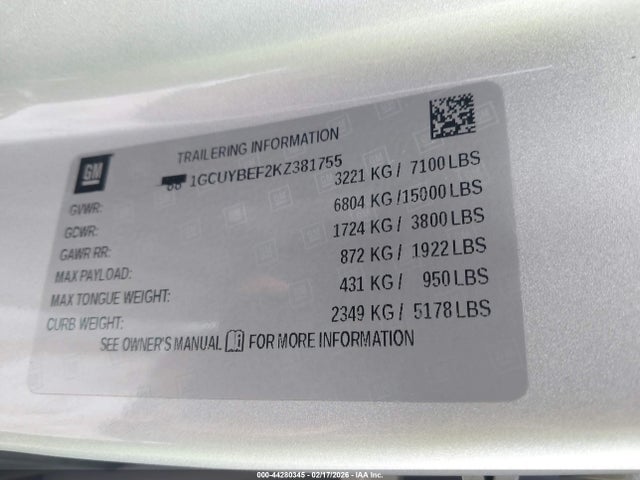 GM
TRAILERING INFORMATION
1GCUYBEF2KZ381755
GVWR: 3221 KG / 7100 LBS
GCWR: 6804 KG / 15000 LBS
GAWR RR: 1724 KG / 3800 LBS
MAX PAYLOAD: 872 KG / 1922 LBS
MAX TONGUE WEIGHT: 431 KG / 950 LBS
CURB WEIGHT: 2349 KG / 5178 LBS
SEE OWNER'S MANUAL FOR MORE INFORMATION
000-44280345 - 02/17/2026 - IAA Inc.